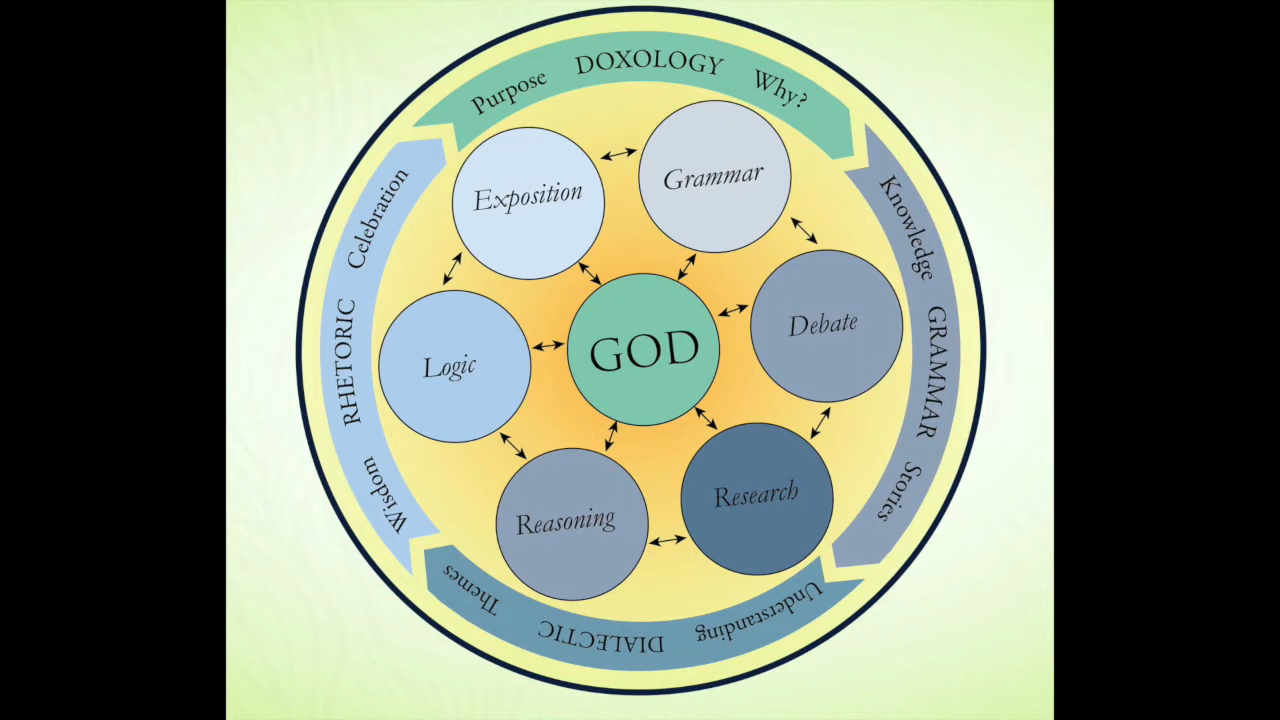 Purpose DOXOLOGY Why?
Knowledge GRAMMAR Stories
Understanding DIALECTIC Themes
Wisdom RHETORIC Celebration
Exposition
Grammar
Debate
Research
Reasoning
Logic
GOD